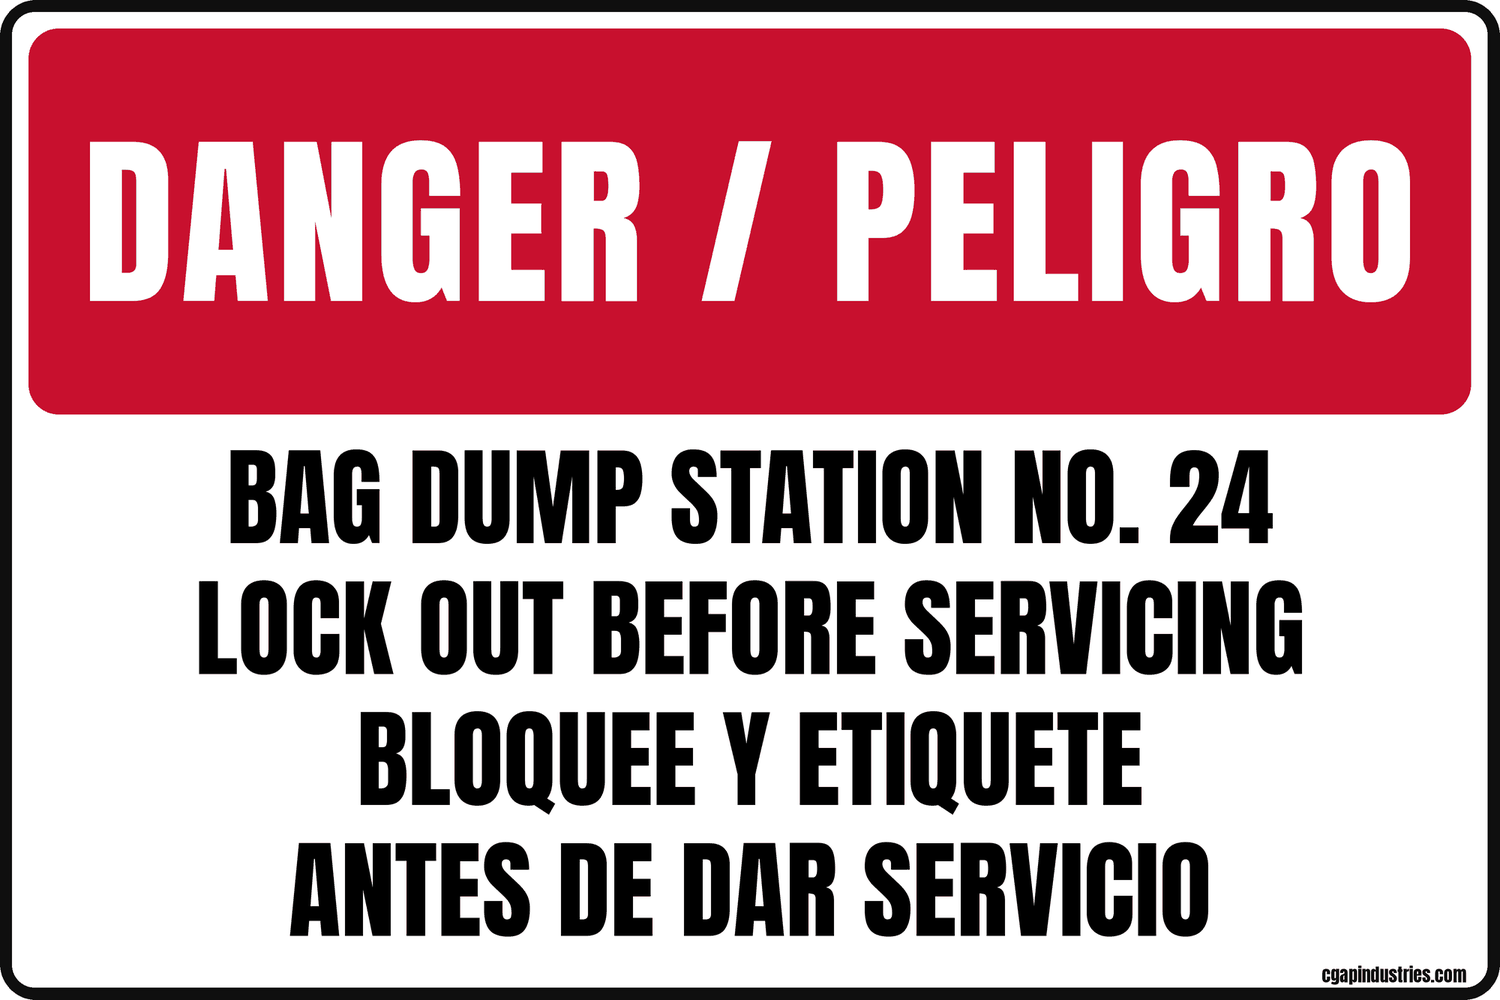 DANGER / PELIGRO
BAG DUMP STATION NO. 24
LOCK OUT BEFORE SERVICING
BLOQUEE Y ETIQUETE
ANTES DE DAR SERVICIO
cgapindustries.com